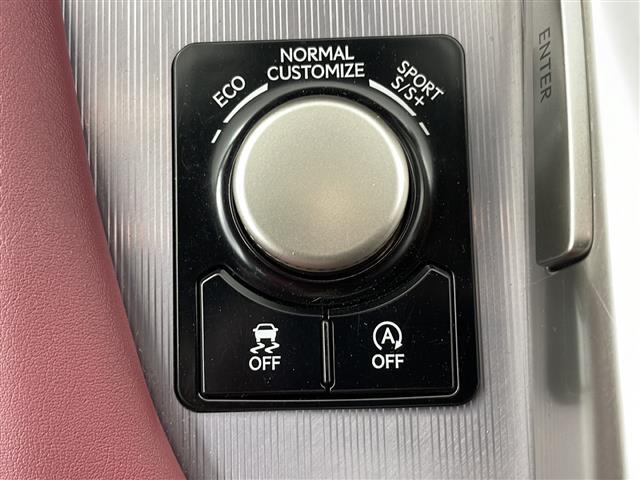 NORMAL
CUSTOMIZE
ECO
SPORT
S/S+
ENTER
OFF
A
OFF